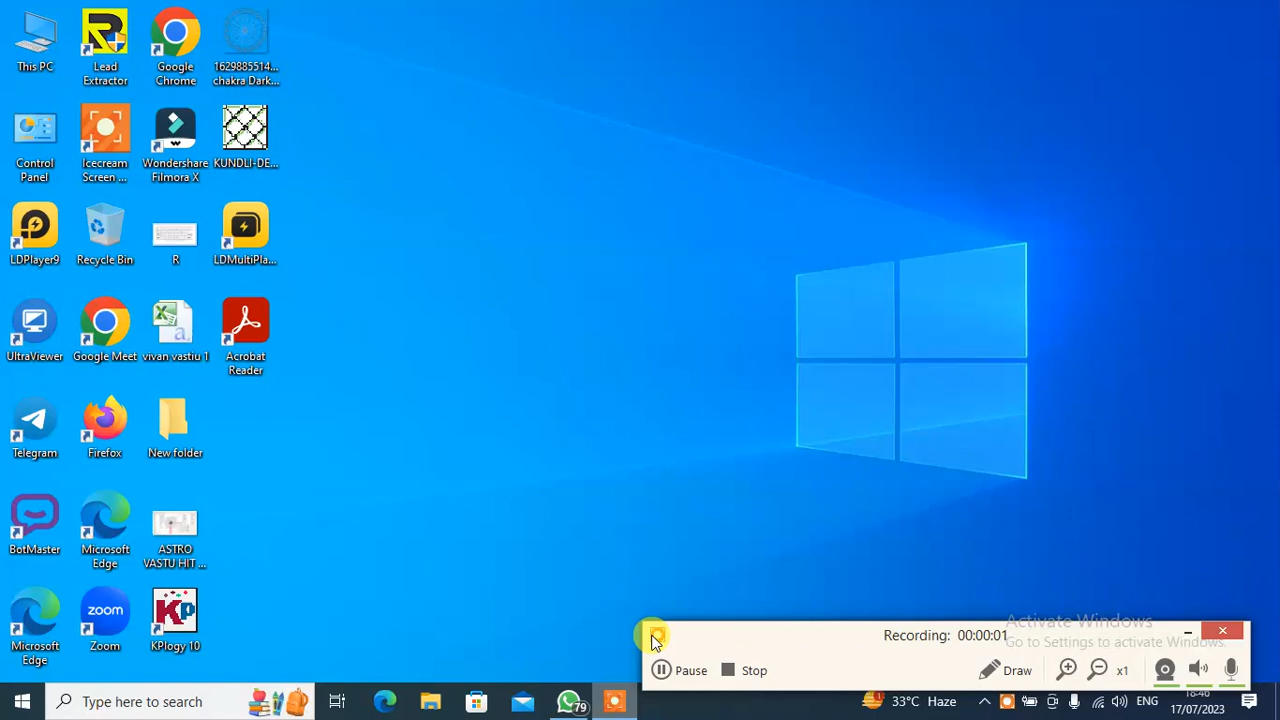 This PC
Lead
Extractor
Google
Chrome
1629885514...
chakra Dark...
Control
Panel
Icecream
Screen ...
Wondershare
Filmora X
KUNDLI-DE...
LDPlayer9
Recycle Bin
R
LDMultiPla...
UltraViewer
Google Meet
vivan vastiu 1
Acrobat
Reader
Telegram
Firefox
New folder
BotMaster
Microsoft
Edge
ASTRO
VASTU HIT ...
Microsoft
Edge
zoom
Zoom
KP
KPlogy 10
Activate Windows
Go to Settings to activate Windows.
Recording: 00:00:01
Pause
Stop
Draw
x1
Type here to search
79
33°C Haze
ENG
18:46
17/07/2023